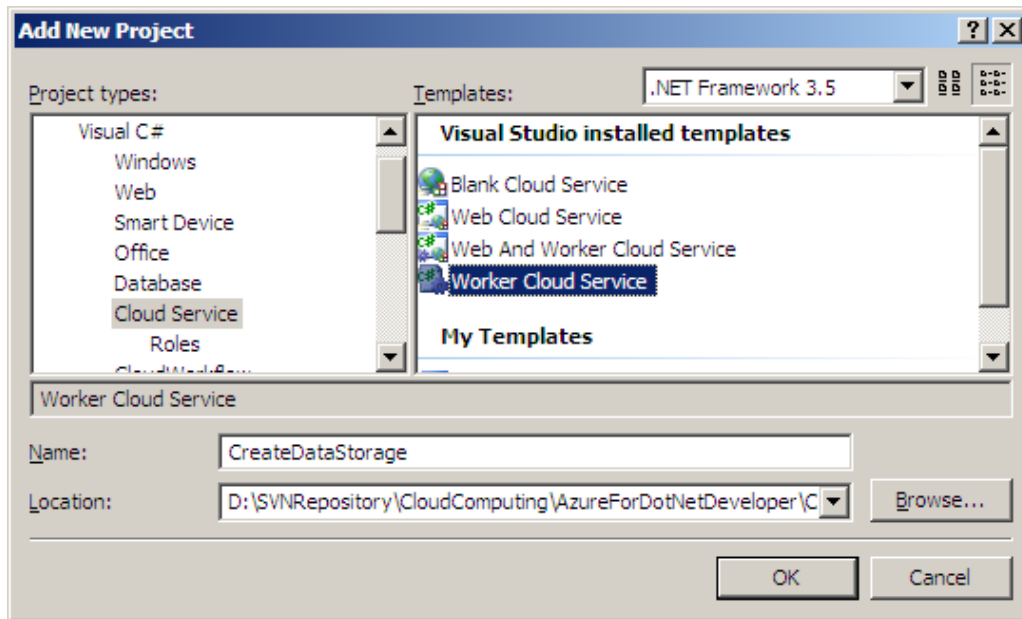 Add New Project
Project types:
Templates:
.NET Framework 3.5
Visual C#
Windows
Web
Smart Device
Office
Database
Cloud Service
Roles
CloudWorkflow
Visual Studio installed templates
Blank Cloud Service
Web Cloud Service
Web And Worker Cloud Service
Worker Cloud Service
My Templates
Worker Cloud Service
Name:
CreateDataStorage
Location:
D:\SVNRepository\CloudComputing\AzureForDotNetDeveloper\C
Browse...
OK
Cancel